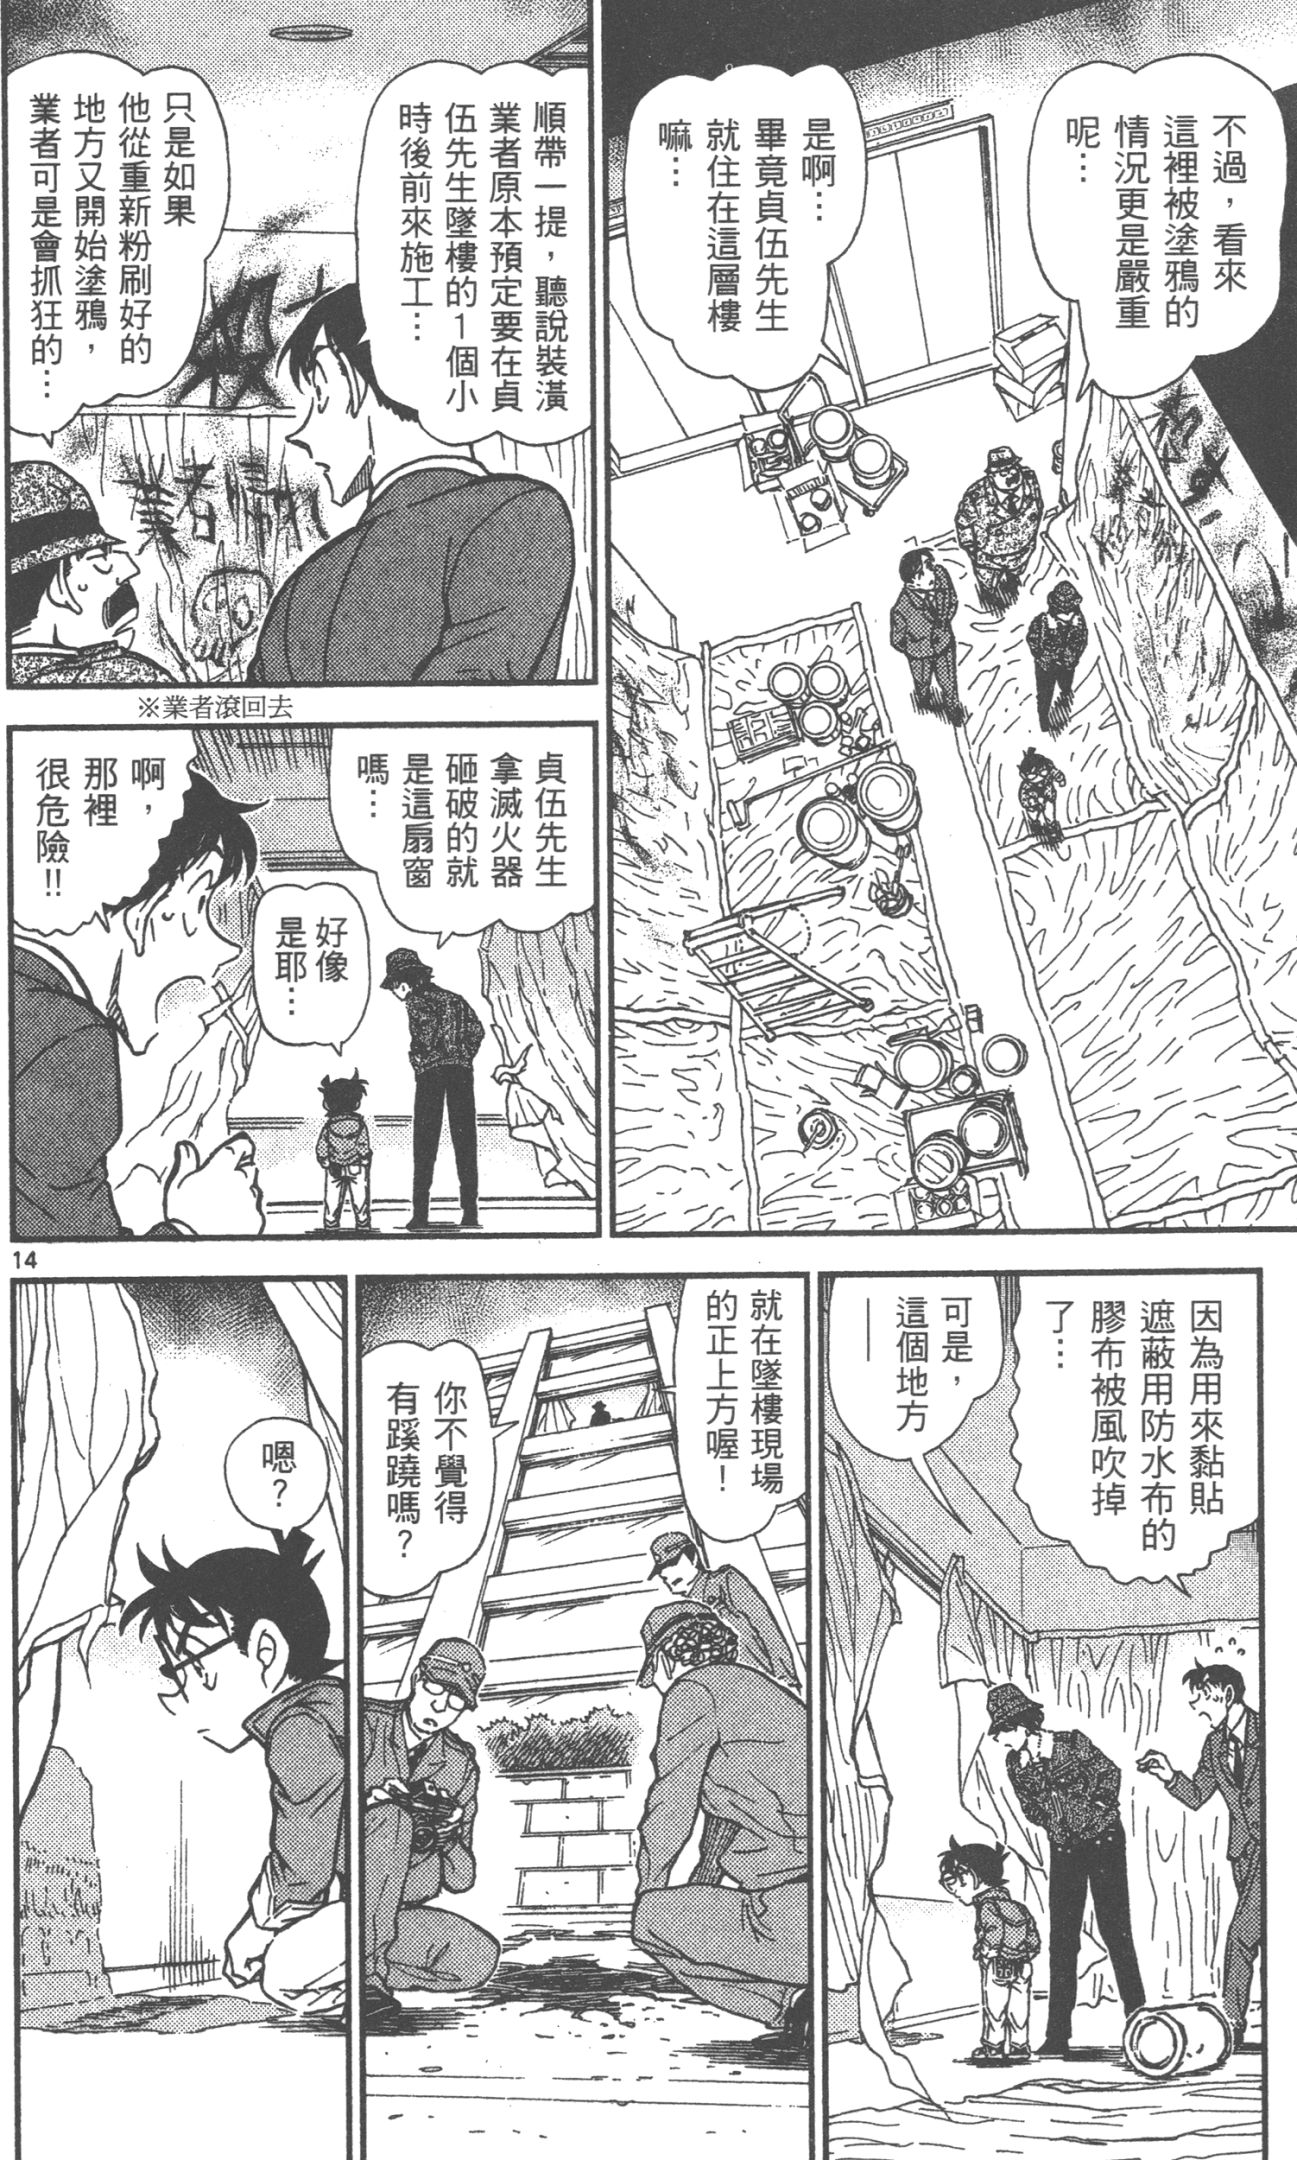 不過，看來
這裡被塗鴉的
情況更是嚴重
呢…
是啊…
畢竟貞伍先生
就住在這層樓
嘛…
順帶一提，聽說裝潢
業者原本預定要在貞
伍先生墜樓的1個小
時後前來施工…
只是如果
他從重新粉刷好的
地方又開始塗鴉，
業者可是會抓狂的…
業者帰れ
※業者滾回去
貞伍先生
拿滅火器
砸破的就
是這扇窗
嗎…
好像
是耶…
啊，
那裡
很危險!!
14
因為用來黏貼
遮蔽用防水布的
膠布被風吹掉
了…
可是，
這個地方
——
就在墜樓現場
的正上方喔！
你不覺得
有蹊蹺嗎？
嗯？